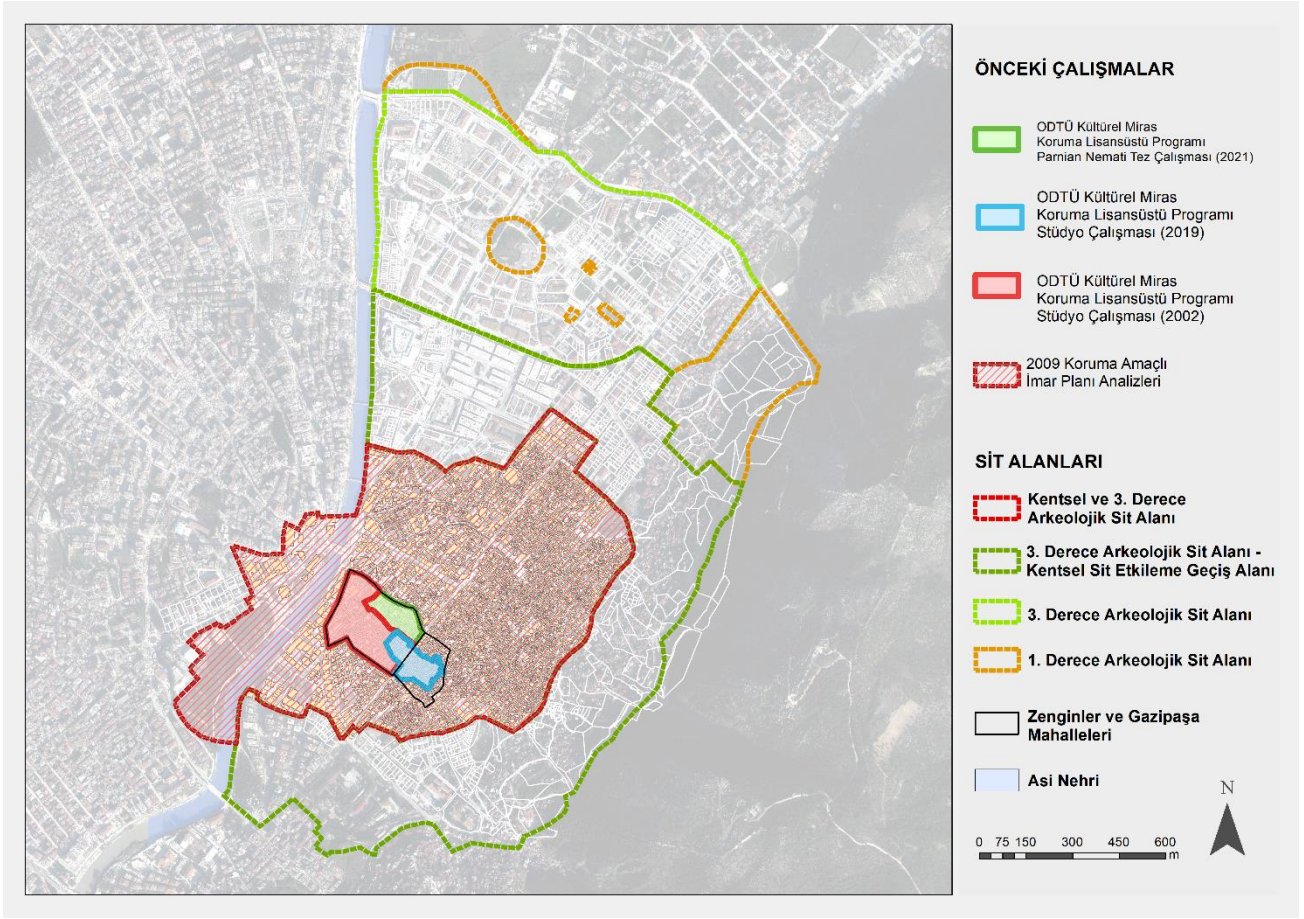 ÖNCEKİ ÇALIŞMALAR
ODTÜ Kültürel Miras
Koruma Lisansüstü Programı
Parnian Nemati Tez Çalışması (2021)
ODTÜ Kültürel Miras
Koruma Lisansüstü Programı
Stüdyo Çalışması (2019)
ODTÜ Kültürel Miras
Koruma Lisansüstü Programı
Stüdyo Çalışması (2002)
2009 Koruma Amaçlı
İmar Planı Analizleri
SİT ALANLARI
Kentsel ve 3. Derece
Arkeolojik Sit Alanı
3. Derece Arkeolojik Sit Alanı -
Kentsel Sit Etkileme Geçiş Alanı
3. Derece Arkeolojik Sit Alanı
1. Derece Arkeolojik Sit Alanı
Zenginler ve Gazipaşa
Mahalleleri
Asi Nehri
N
0 75 150 300 450 600
m